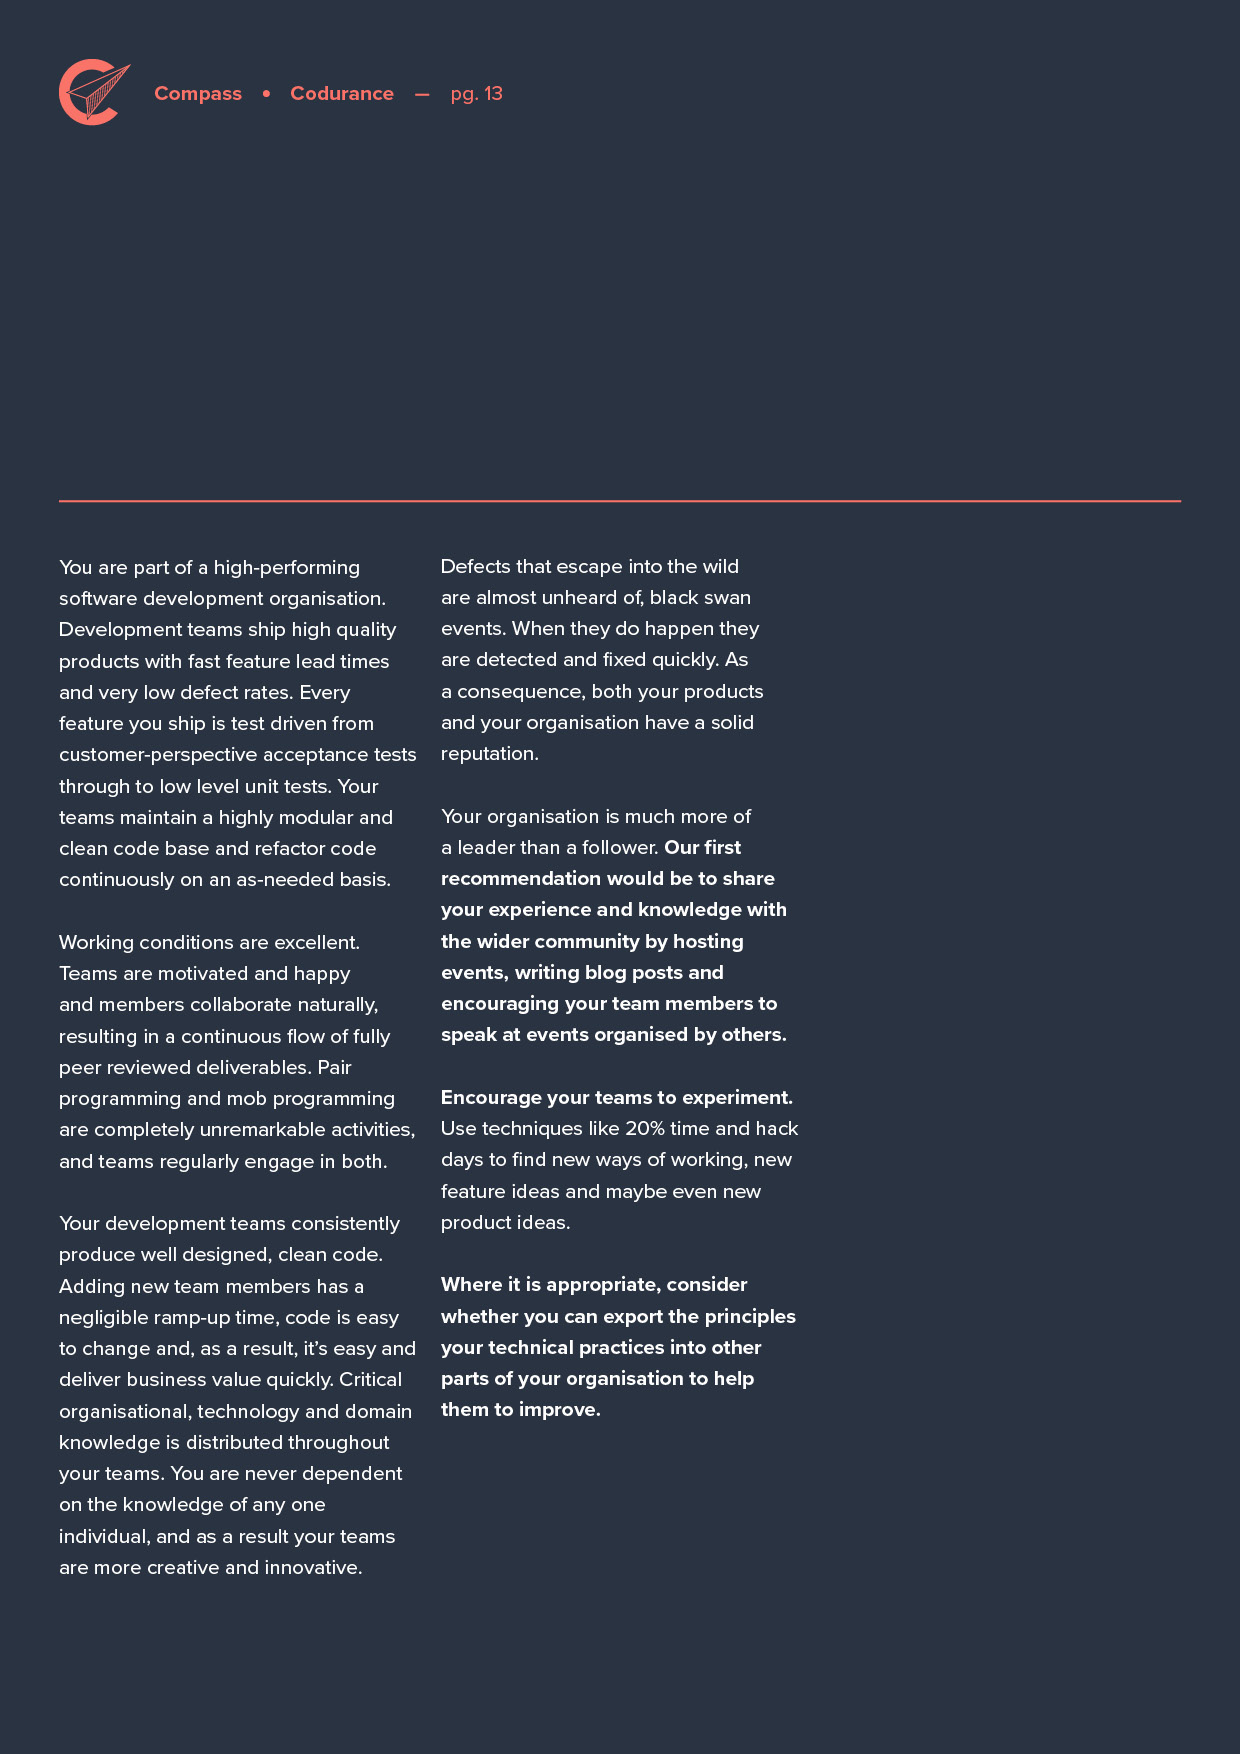 Compass • Codurance — pg. 13
You are part of a high-performing
software development organisation.
Development teams ship high quality
products with fast feature lead times
and very low defect rates. Every
feature you ship is test driven from
customer-perspective acceptance tests
through to low level unit tests. Your
teams maintain a highly modular and
clean code base and refactor code
continuously on an as-needed basis.
Working conditions are excellent.
Teams are motivated and happy
and members collaborate naturally,
resulting in a continuous flow of fully
peer reviewed deliverables. Pair
programming and mob programming
are completely unremarkable activities,
and teams regularly engage in both.
Your development teams consistently
produce well designed, clean code.
Adding new team members has a
negligible ramp-up time, code is easy
to change and, as a result, it’s easy and
deliver business value quickly. Critical
organisational, technology and domain
knowledge is distributed throughout
your teams. You are never dependent
on the knowledge of any one
individual, and as a result your teams
are more creative and innovative.
Defects that escape into the wild
are almost unheard of, black swan
events. When they do happen they
are detected and fixed quickly. As
a consequence, both your products
and your organisation have a solid
reputation.
Your organisation is much more of
a leader than a follower. Our first
recommendation would be to share
your experience and knowledge with
the wider community by hosting
events, writing blog posts and
encouraging your team members to
speak at events organised by others.
Encourage your teams to experiment.
Use techniques like 20% time and hack
days to find new ways of working, new
feature ideas and maybe even new
product ideas.
Where it is appropriate, consider
whether you can export the principles
your technical practices into other
parts of your organisation to help
them to improve.